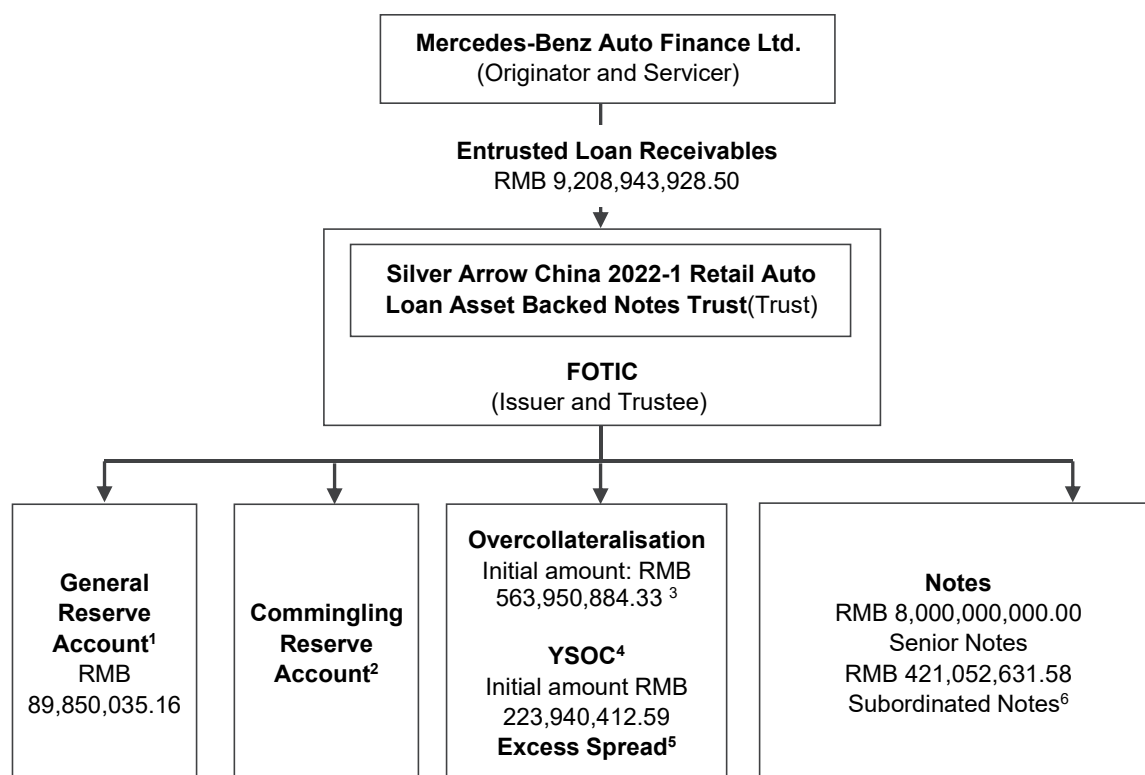 Mercedes-Benz Auto Finance Ltd.
(Originator and Servicer)
Entrusted Loan Receivables
RMB 9,208,943,928.50
Silver Arrow China 2022-1 Retail Auto
Loan Asset Backed Notes Trust(Trust)
FOTIC
(Issuer and Trustee)
General
Reserve
Account¹
RMB
89,850,035.16
Commingling
Reserve
Account²
Overcollateralisation
Initial amount: RMB
563,950,884.33 ³
YSOC⁴
Initial amount RMB
223,940,412.59
Excess Spread⁵
Notes
RMB 8,000,000,000.00
Senior Notes
RMB 421,052,631.58
Subordinated Notes⁶